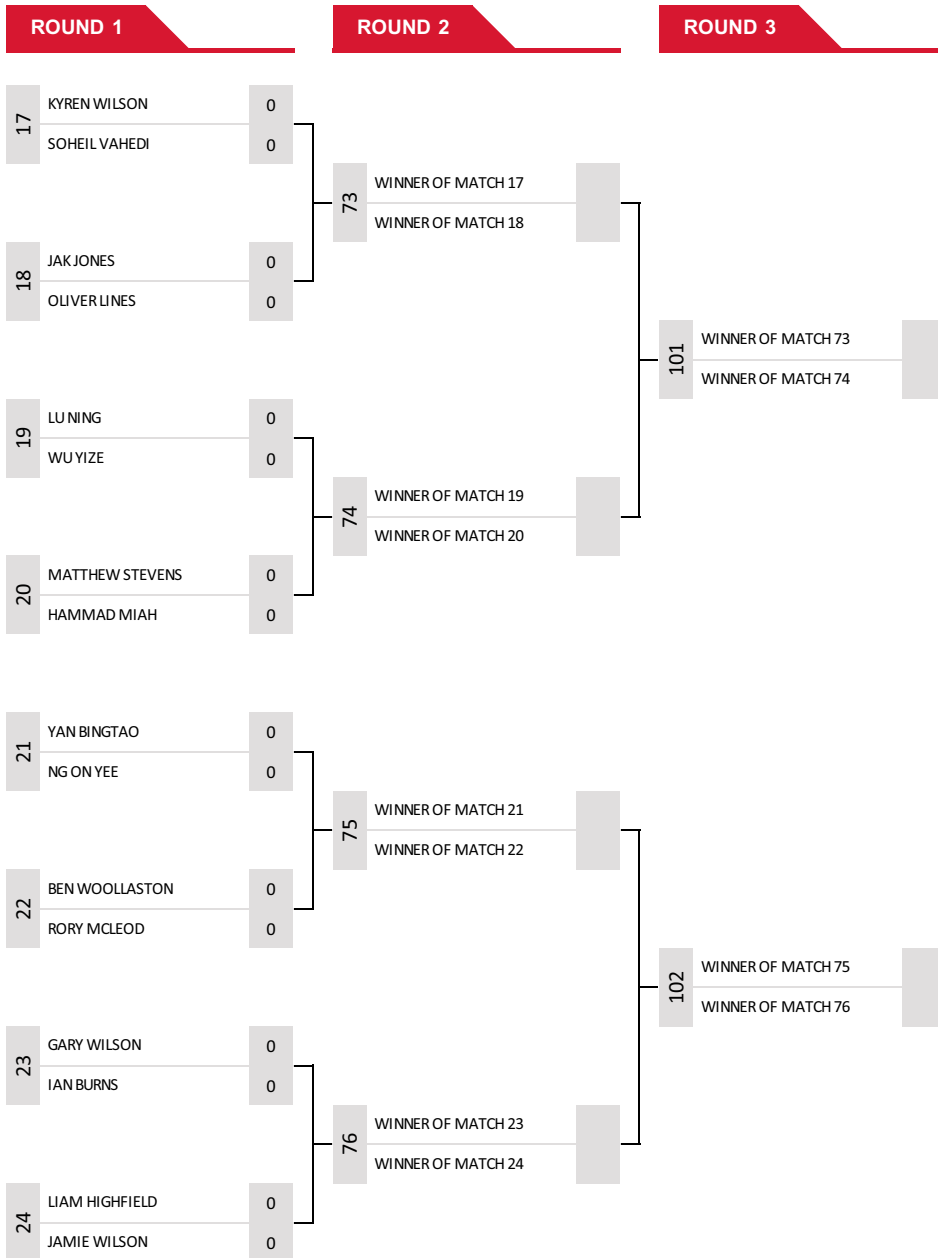 ROUND 1
ROUND 2
ROUND 3
17
KYREN WILSON 0
SOHEIL VAHEDI 0
73
WINNER OF MATCH 17
WINNER OF MATCH 18
18
JAK JONES 0
OLIVER LINES 0
101
WINNER OF MATCH 73
WINNER OF MATCH 74
19
LU NING 0
WU YIZE 0
74
WINNER OF MATCH 19
WINNER OF MATCH 20
20
MATTHEW STEVENS 0
HAMMAD MIAH 0
21
YAN BINGTAO 0
NG ON YEE 0
75
WINNER OF MATCH 21
WINNER OF MATCH 22
22
BEN WOOLLASTON 0
RORY MCLEOD 0
102
WINNER OF MATCH 75
WINNER OF MATCH 76
23
GARY WILSON 0
IAN BURNS 0
76
WINNER OF MATCH 23
WINNER OF MATCH 24
24
LIAM HIGHFIELD 0
JAMIE WILSON 0